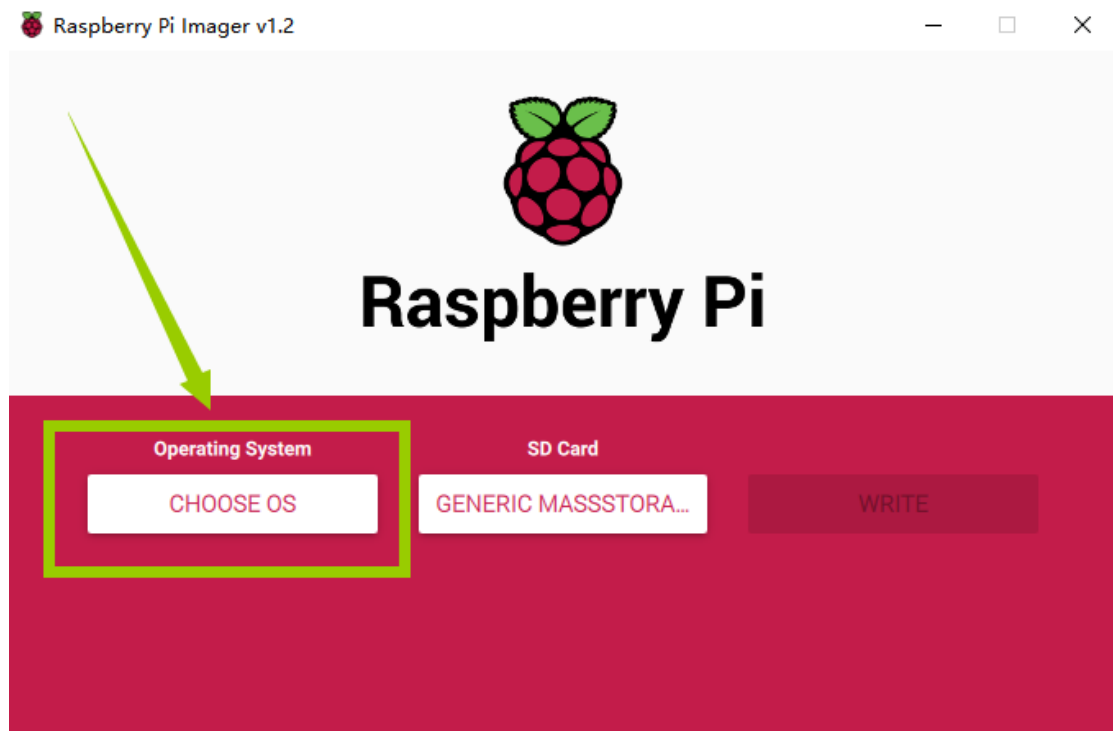 Raspberry Pi Imager v1.2
Raspberry Pi
Operating System
SD Card
CHOOSE OS
GENERIC MASSSTORA...
WRITE